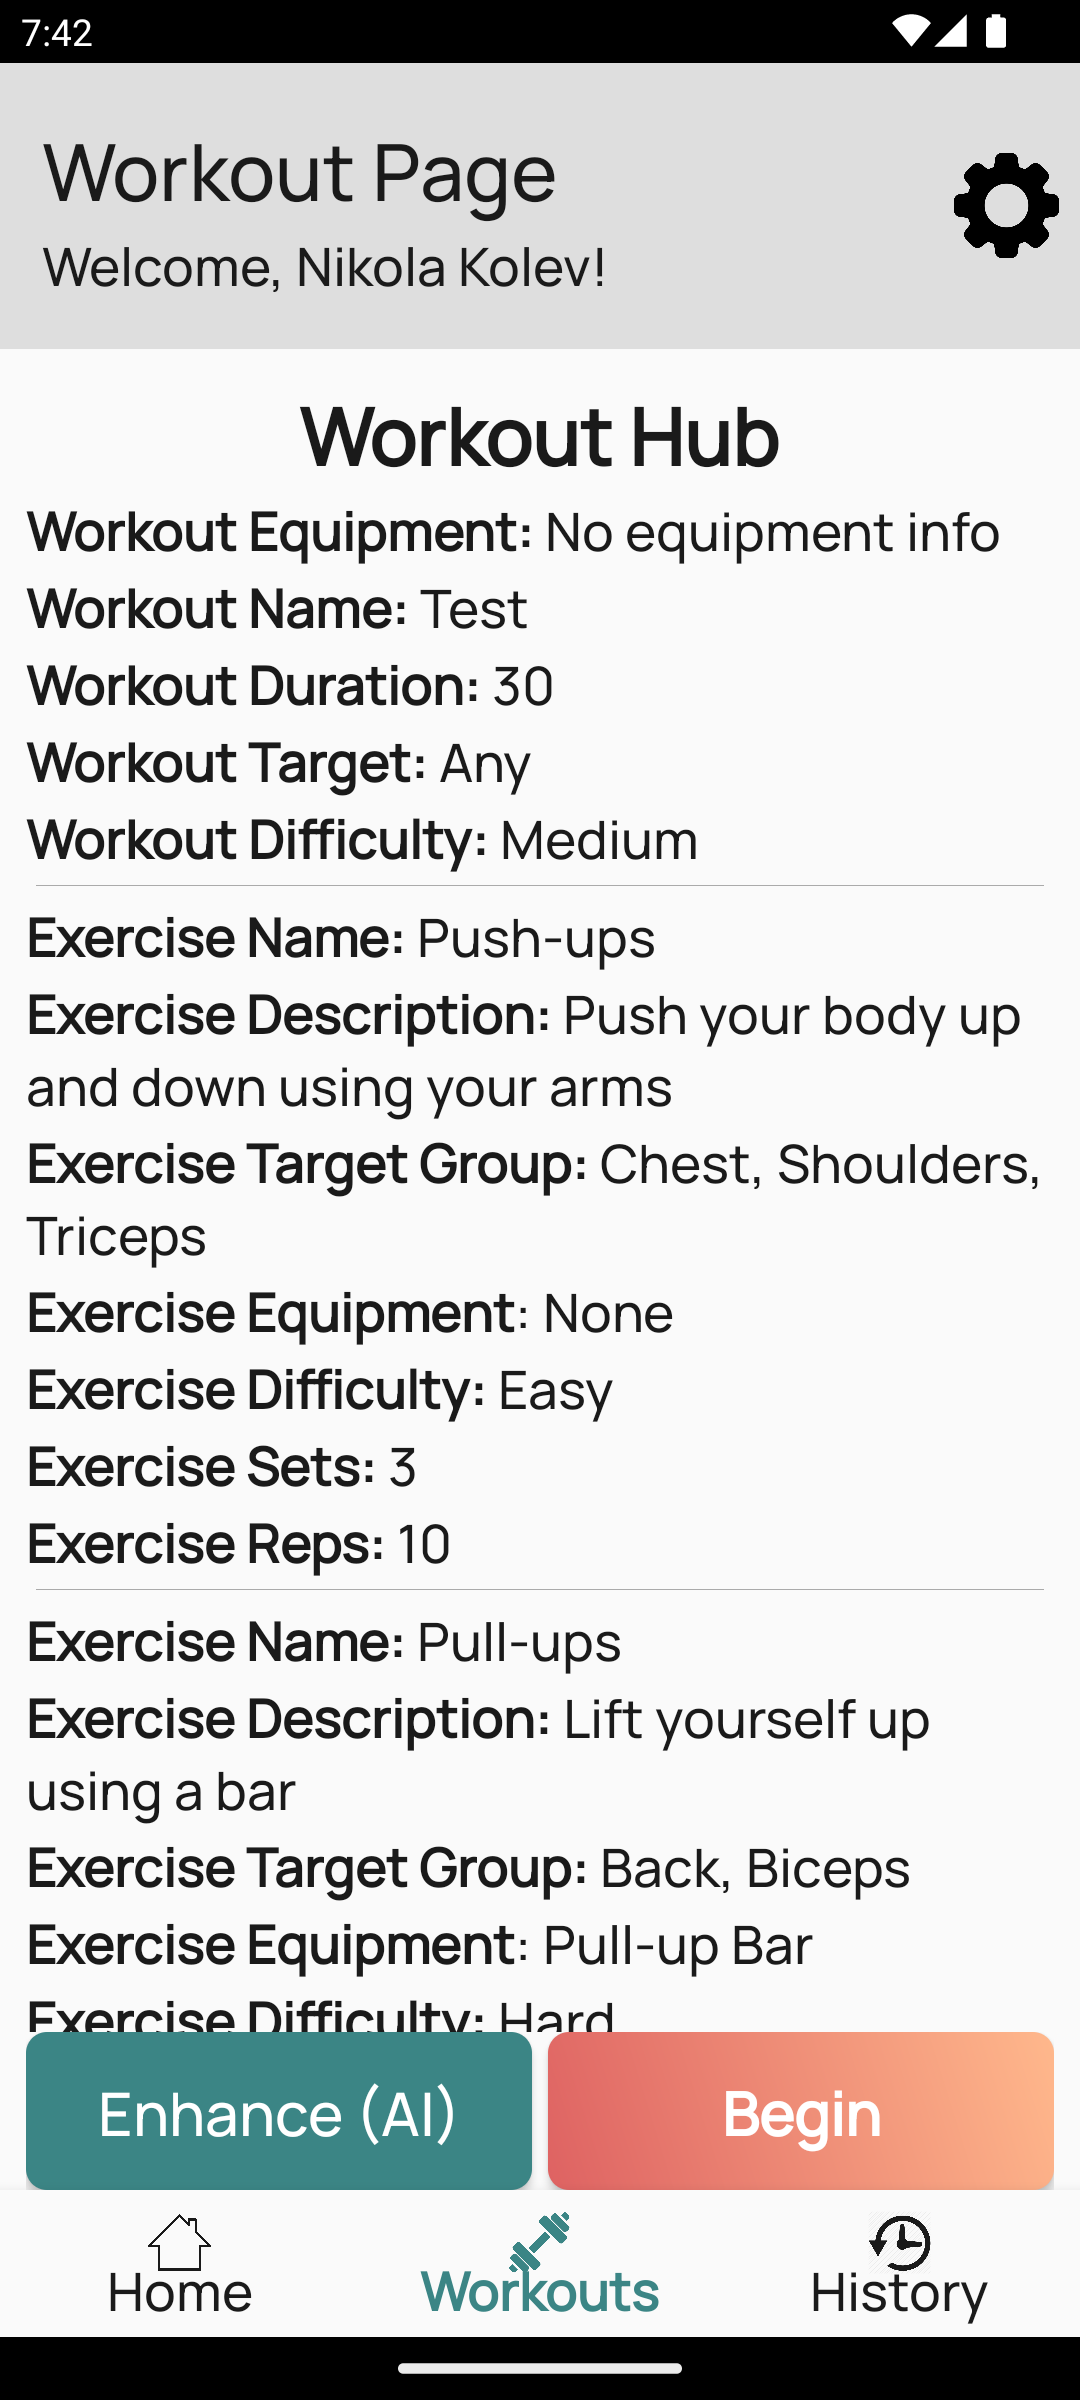 7:42
Workout Page
Welcome, Nikola Kolev!
Workout Hub
Workout Equipment: No equipment info
Workout Name: Test
Workout Duration: 30
Workout Target: Any
Workout Difficulty: Medium
Exercise Name: Push-ups
Exercise Description: Push your body up
and down using your arms
Exercise Target Group: Chest, Shoulders,
Triceps
Exercise Equipment: None
Exercise Difficulty: Easy
Exercise Sets: 3
Exercise Reps: 10
Exercise Name: Pull-ups
Exercise Description: Lift yourself up
using a bar
Exercise Target Group: Back, Biceps
Exercise Equipment: Pull-up Bar
Exercise Difficulty: Hard
Enhance (AI)
Begin
Home
Workouts
History